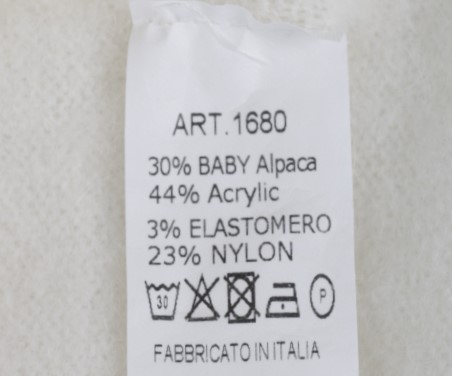 ART.1680
30% BABY Alpaca
44% Acrylic
3% ELASTOMERO
23% NYLON
30 P
FABBRICATO IN ITALIA